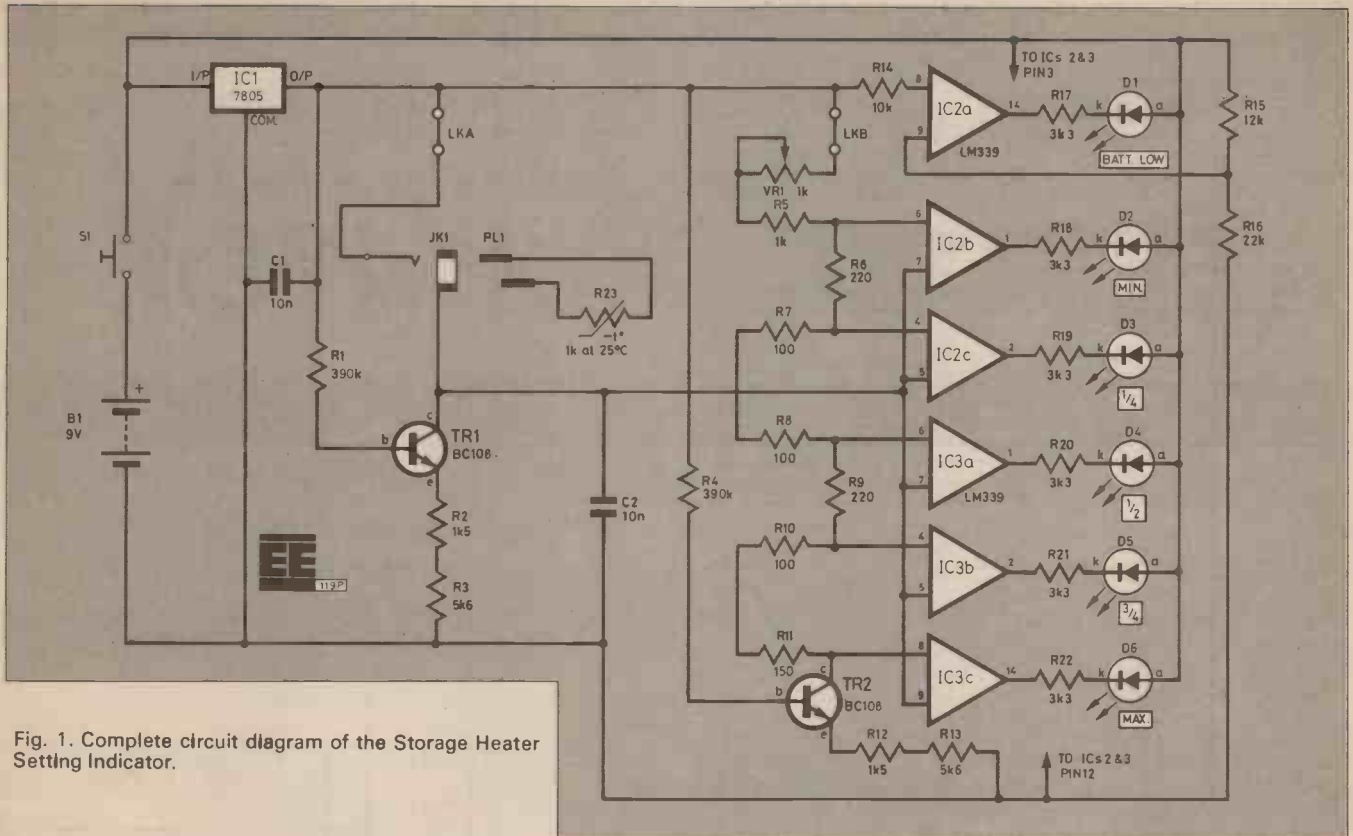 I/P
IC1
7805
O/P
COM.
LKA
S1
C1
10n
R1
390k
B1
9V
+
JK1
PL1
R23
-t°
1k at 25°C
c
b
TR1
BC108.
e
R2
1k5
R3
5k6
C2
10n
EE
119P
R4
390k
LKB
VR1 1k
R5
1k
R6
220
R7
100
R8
100
R9
220
R10
100
R11
150
c
TR2
b
BC108
e
R12
1k5
R13
5k6
R14
10k
8
IC2a
14
9
LM339
TO ICs 2&3
PIN3
R17
3k3
D1
k
a
BATT LOW
R15
12k
R16
22k
6
IC2b
1
7
R18
3k3
D2
k
a
MIN.
4
IC2c
2
5
R19
3k3
D3
k
a
1/4
6
IC3a
1
7
LM339
R20
3k3
D4
k
a
1/2
4
IC3b
2
5
R21
3k3
D5
k
a
3/4
8
IC3c
14
9
R22
3k3
D6
k
a
MAX.
TO ICs 2&3
PIN12
Fig. 1. Complete circuit diagram of the Storage Heater
Setting Indicator.